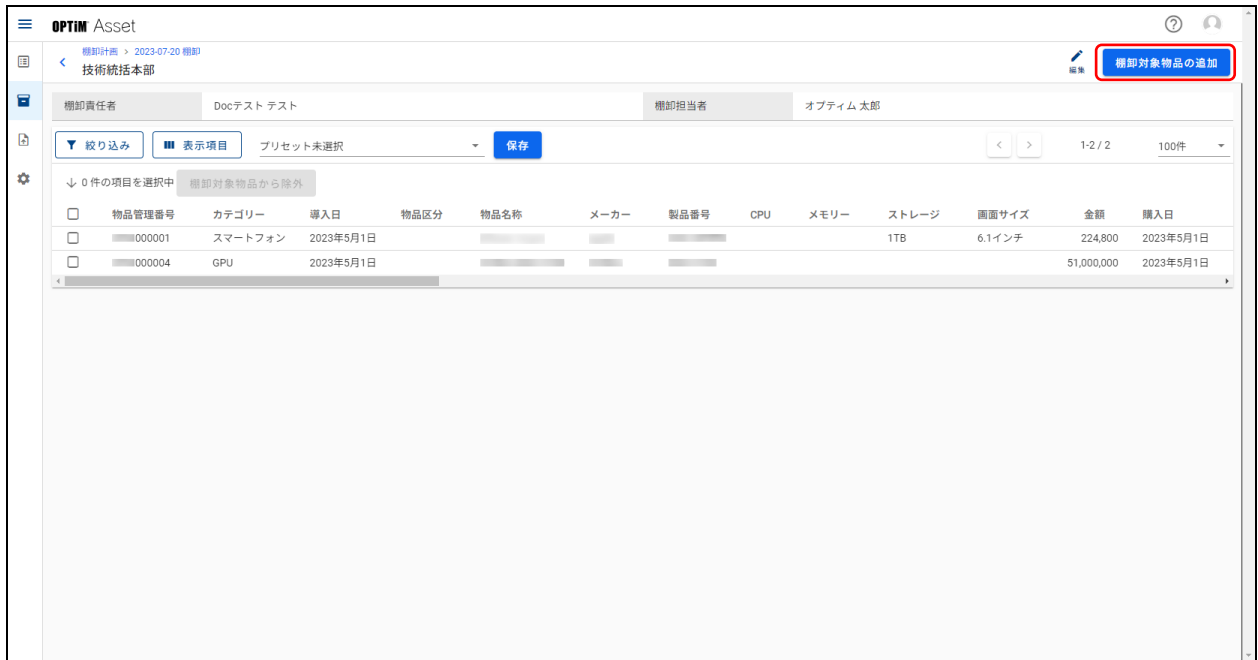 OPTiM Asset
棚卸計画 > 2023-07-20 棚卸
技術統括本部
編集
棚卸対象物品の追加
棚卸責任者 Docテスト テスト 棚卸担当者 オプティム 太郎
絞り込み 表示項目 プリセット未選択 保存 1-2 / 2 100件
0 件の項目を選択中 棚卸対象物品から除外
物品管理番号 カテゴリー 導入日 物品区分 物品名称 メーカー 製品番号 CPU メモリー ストレージ 画面サイズ 金額 購入日
000001 スマートフォン 2023年5月1日 1TB 6.1インチ 224,800 2023年5月1日
000004 GPU 2023年5月1日 51,000,000 2023年5月1日